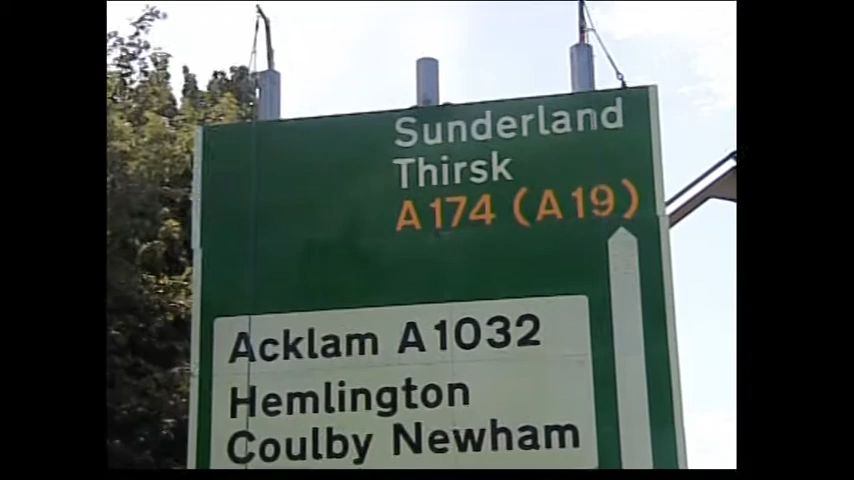 Sunderland
Thirsk
A174 (A19)
Acklam A1032
Hemlington
Coulby Newham